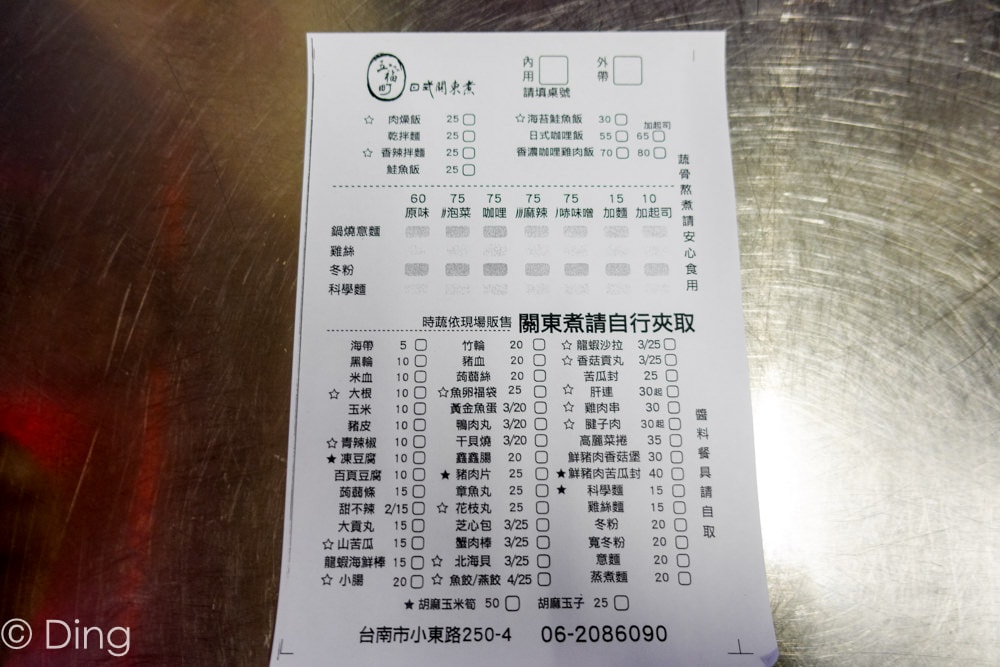 五福町 日式關東煮
內用 外帶
請填桌號
☆ 肉燥飯 25 ☆海苔鮭魚飯 30
加起司
乾拌麵 25 日式咖哩飯 55 65
☆ 香辣拌麵 25 香濃咖哩雞肉飯 70 80
鮭魚飯 25
蔬骨熬煮請安心食用
60 75 75 75 75 15 10
原味 泡菜 咖哩 麻辣 味噌 加麵 加起司
鍋燒意麵
雞絲
冬粉
科學麵
時蔬依現場販售 關東煮請自行夾取
海帶 5 竹輪 20 ☆龍蝦沙拉 3/25
黑輪 10 豬血 20 ☆香菇貢丸 3/25
米血 10 蒟蒻絲 20 苦瓜封 25
☆ 大根 10 ☆魚卵福袋 25 ☆ 肝連 30起
玉米 10 黃金魚蛋 3/20 ☆ 雞肉串 30
豬皮 10 鴨肉丸 3/20 ☆ 腱子肉 30起
☆青辣椒 10 干貝燒 3/20 高麗菜捲 35
★凍豆腐 10 鑫鑫腸 20 鮮豬肉香菇堡 30
百頁豆腐 10 ★豬肉片 25 ★鮮豬肉苦瓜封 40
蒟蒻條 15 章魚丸 25 ★ 科學麵 15
甜不辣 2/15 ☆花枝丸 25 雞絲麵 15
大貢丸 15 芝心包 3/25 冬粉 20
☆山苦瓜 15 蟹肉棒 3/25 寬冬粉 20
龍蝦海鮮棒 15 ☆ 北海貝 3/25 意麵 20
☆小腸 20 ☆ 魚餃/燕餃 4/25 蒸煮麵 20
醬料餐具請自取
★胡麻玉米筍 50 胡麻玉子 25
台南市小東路250-4 06-2086090
© Ding